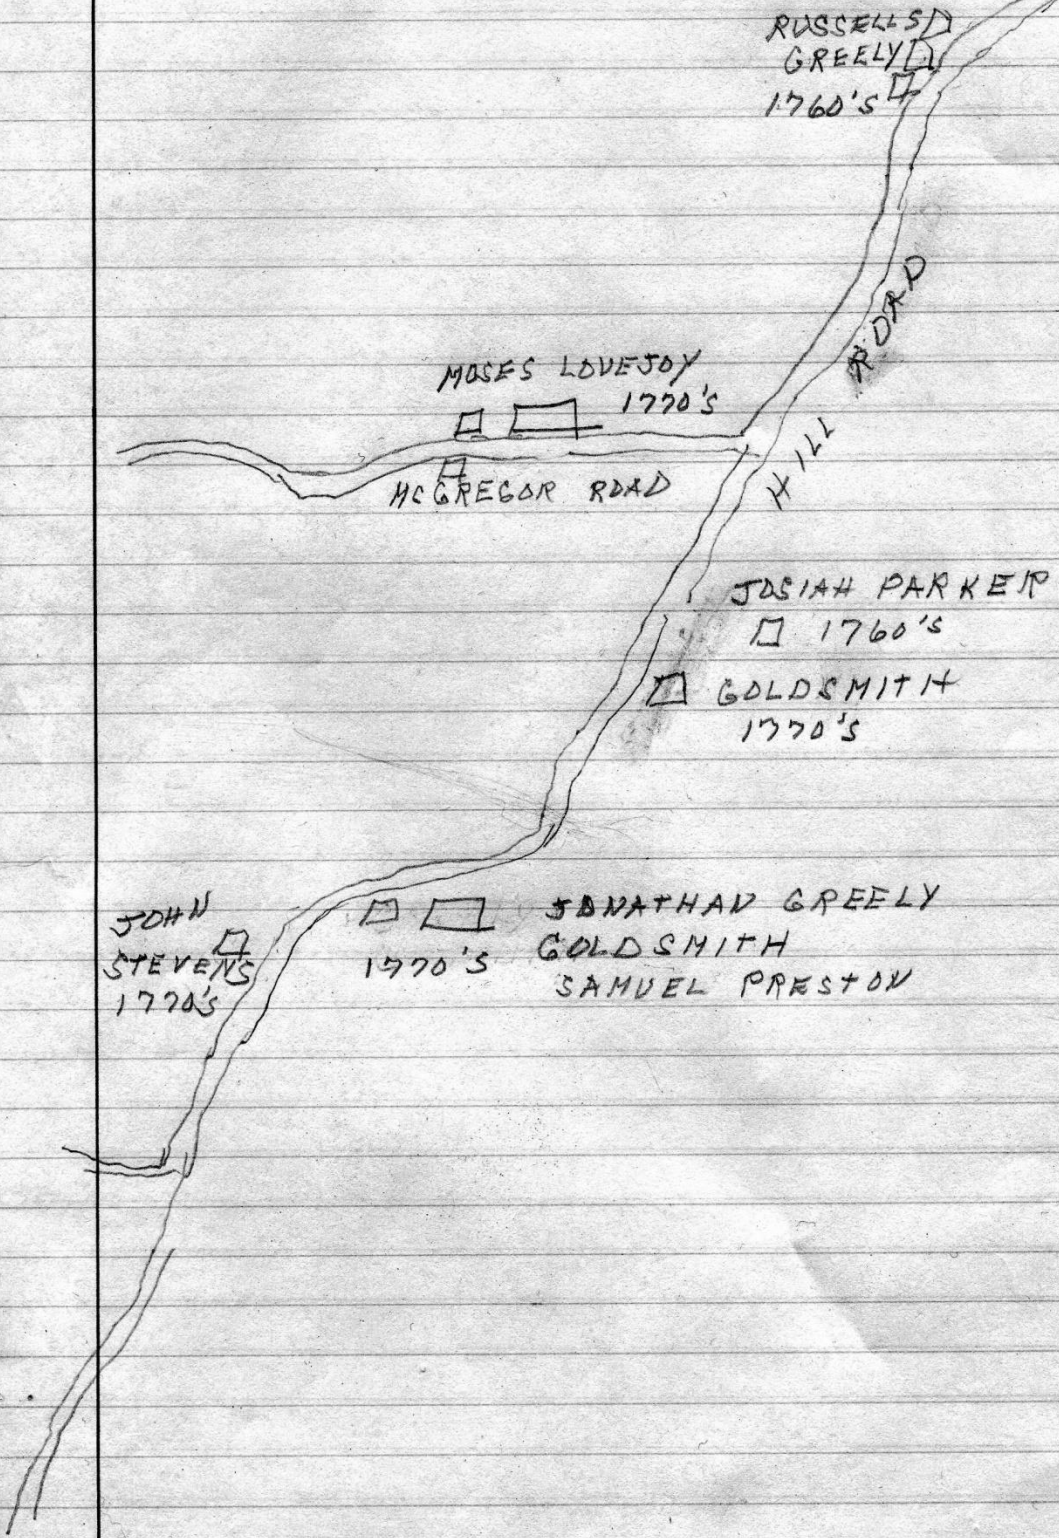 RUSSELLS
GREELY
1760'S
HILL ROAD
MOSES LOVEJOY
1770'S
McGREGOR ROAD
JOSIAH PARKER
1760'S
GOLDSMITH
1770'S
JOHN
STEVENS
1770'S
1770'S
JONATHAN GREELY
GOLDSMITH
SAMUEL PRESTON